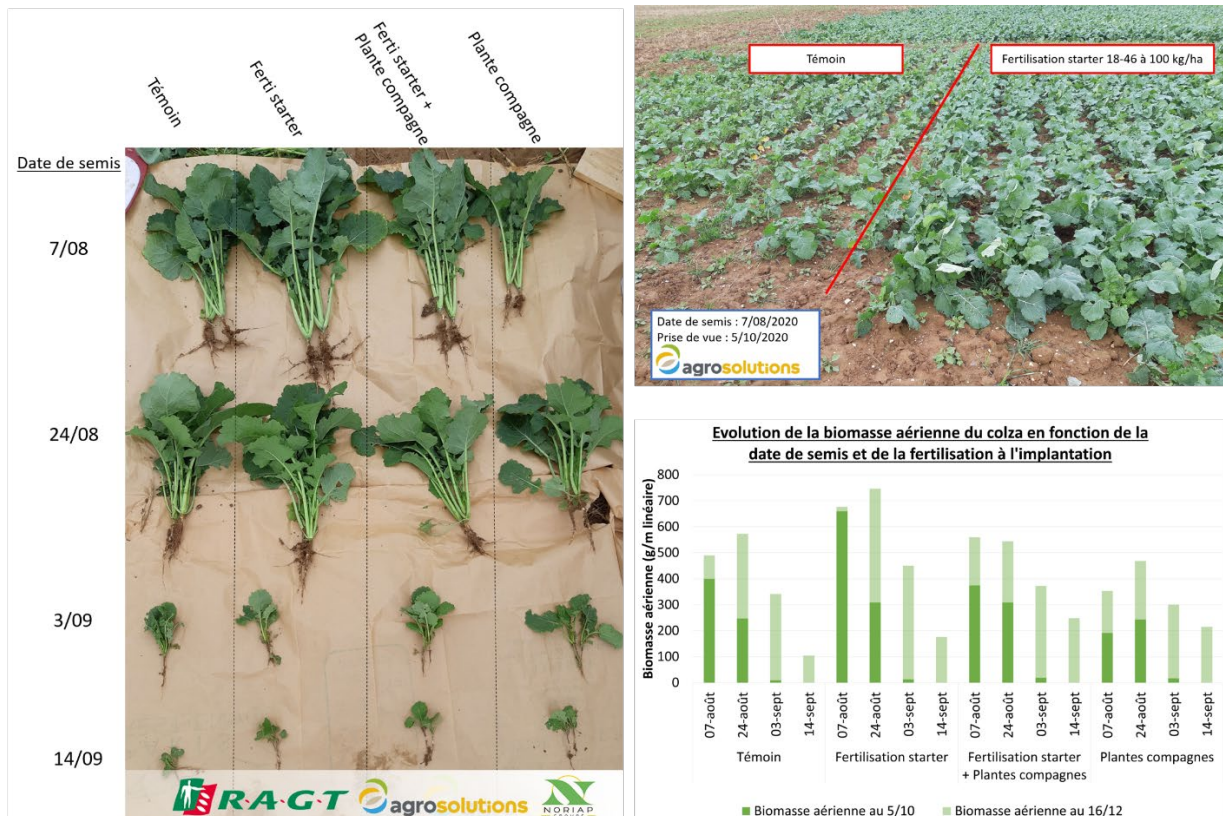 Témoin
Ferti starter
Ferti starter +
Plante compagne
Plante compagne
Date de semis
7/08
24/08
3/09
14/09
R·A·G·T
agrosolutions
NORIAP
Témoin
Fertilisation starter 18-46 à 100 kg/ha
Date de semis : 7/08/2020
Prise de vue : 5/10/2020
agrosolutions
Evolution de la biomasse aérienne du colza en fonction de la
date de semis et de la fertilisation à l'implantation
Biomasse aérienne (g/m linéaire)
800
700
600
500
400
300
200
100
0
07-août
24-août
03-sept
14-sept
07-août
24-août
03-sept
14-sept
07-août
24-août
03-sept
14-sept
07-août
24-août
03-sept
14-sept
Témoin
Fertilisation starter
Fertilisation starter
+ Plantes compagnes
Plantes compagnes
Biomasse aérienne au 5/10
Biomasse aérienne au 16/12